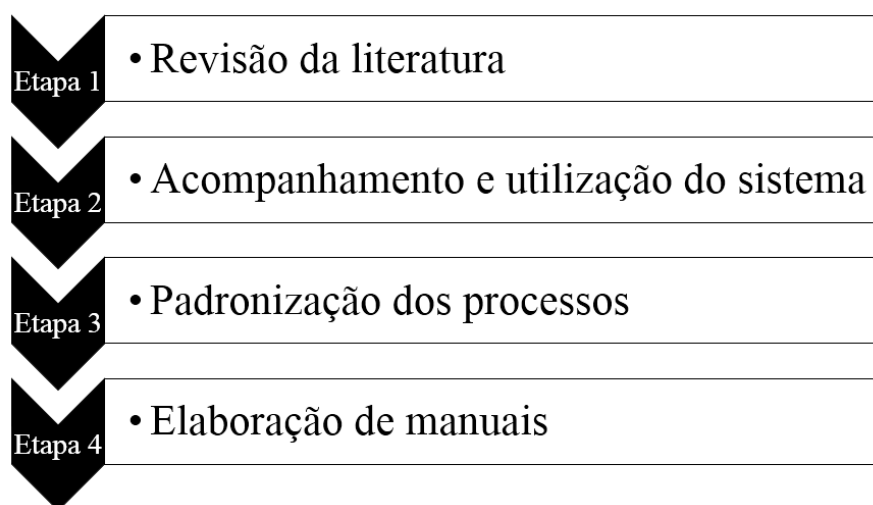 Etapa 1
• Revisão da literatura
Etapa 2
• Acompanhamento e utilização do sistema
Etapa 3
• Padronização dos processos
Etapa 4
• Elaboração de manuais